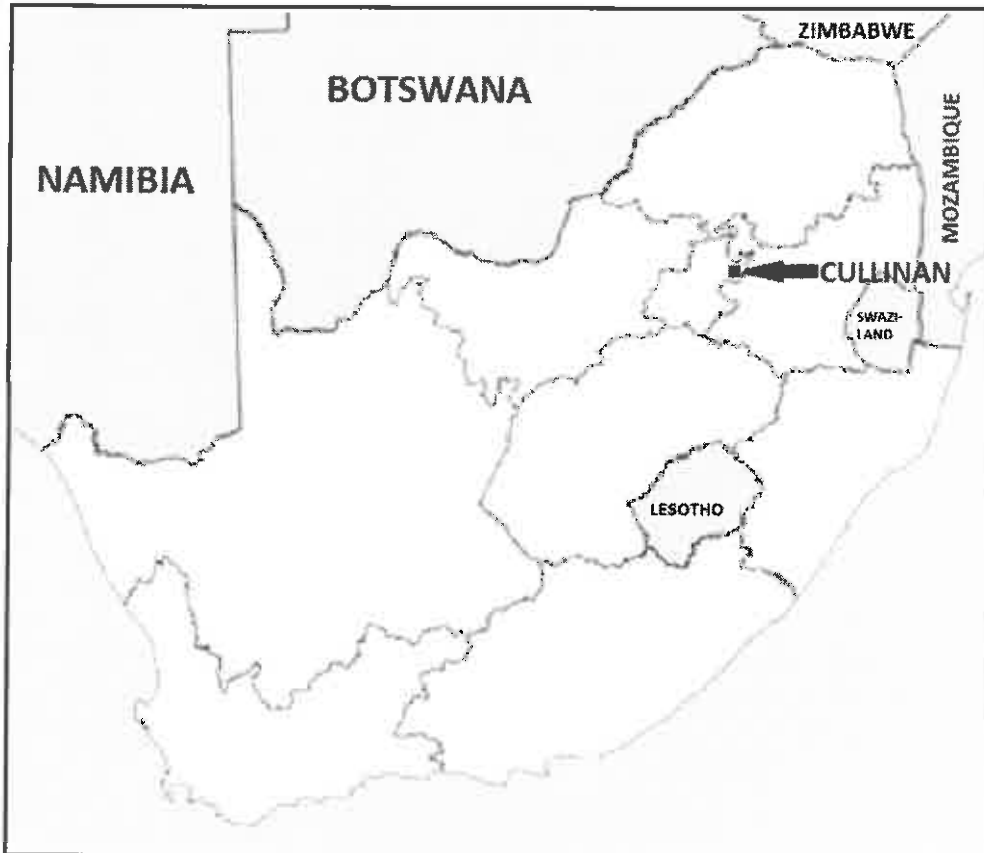 ZIMBABWE
BOTSWANA
MOZAMBIQUE
NAMIBIA
CULLINAN
SWAZI-
LAND
LESOTHO